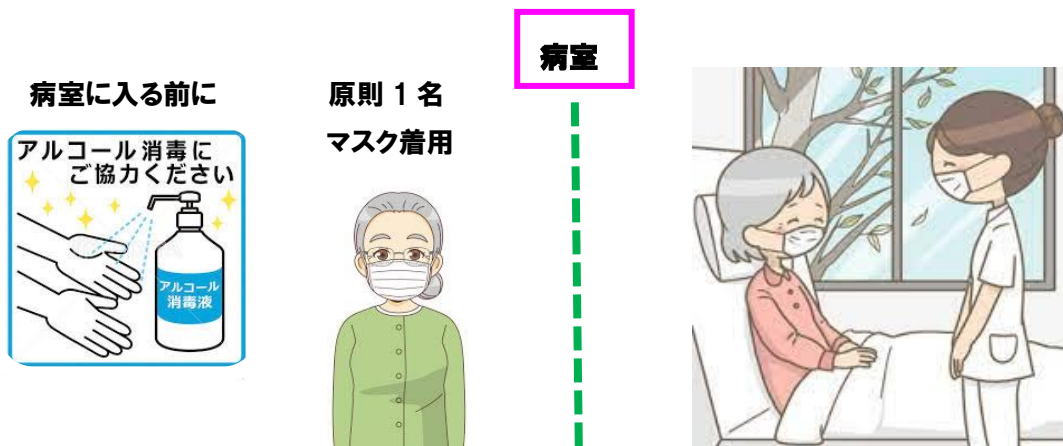 病室
病室に入る前に
アルコール消毒に
ご協力ください
アルコール
消毒液
原則 1 名
マスク着用